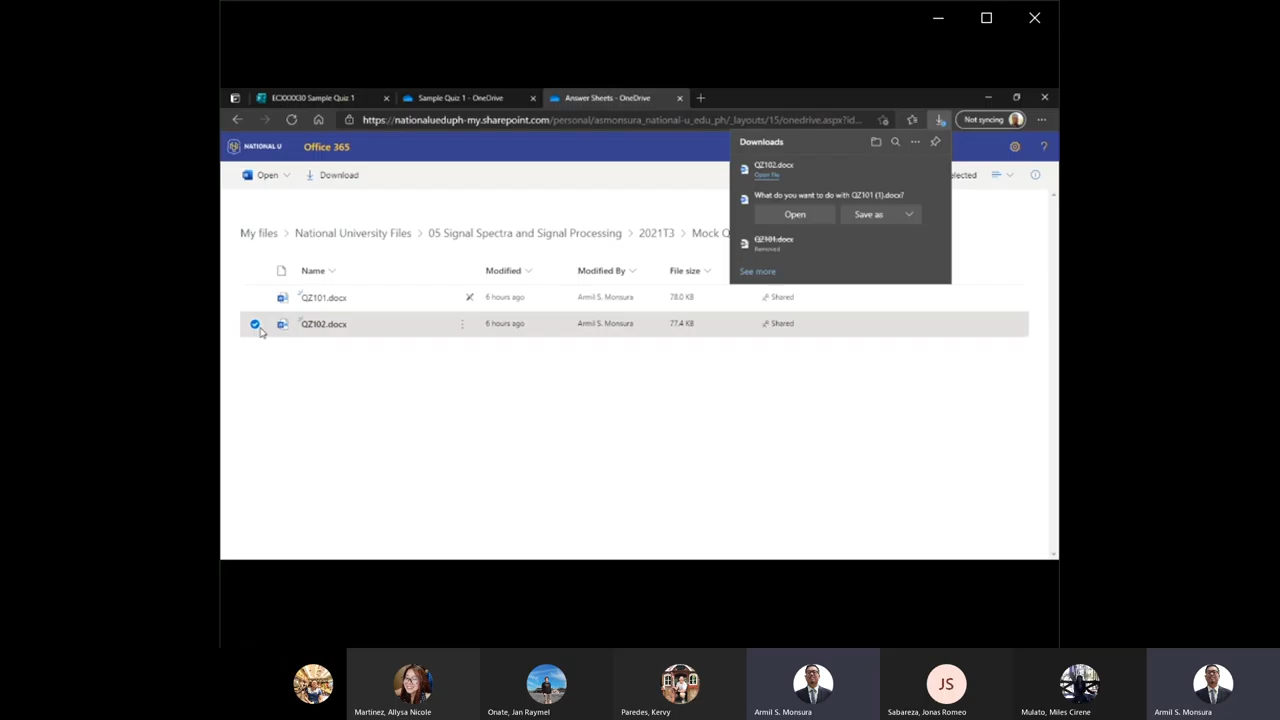 ECXXXX30 Sample Quiz 1
Sample Quiz 1 - OneDrive
Answer Sheets - OneDrive
https://nationalueduph-my.sharepoint.com/personal/asmonsura_national-u_edu_ph/_layouts/15/onedrive.aspx?id...
Not syncing
NATIONAL U
Office 365
Downloads
QZ102.docx
Open file
What do you want to do with QZ101 (1).docx?
Open
Save as
QZ101.docx
Removed
See more
Open
Download
elected
My files > National University Files > 05 Signal Spectra and Signal Processing > 2021T3 > Mock Q
Name
Modified
Modified By
File size
QZ101.docx
6 hours ago
Armil S. Monsura
78.0 KB
Shared
QZ102.docx
6 hours ago
Armil S. Monsura
77.4 KB
Shared
JS
Martinez, Allysa Nicole
Onate, Jan Raymel
Paredes, Kervy
Armil S. Monsura
Sabareza, Jonas Romeo
Mulato, Miles Cirene
Armil S. Monsura